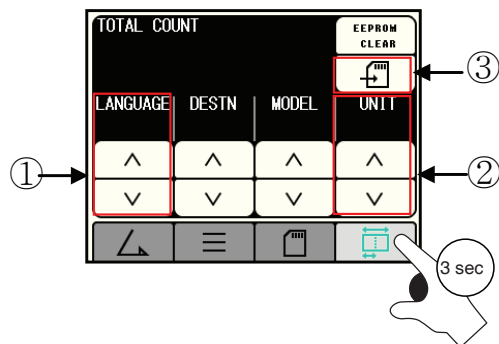 TOTAL COUNT
EEPROM
CLEAR
③
LANGUAGE DESTN MODEL UNIT
①
②
3 sec